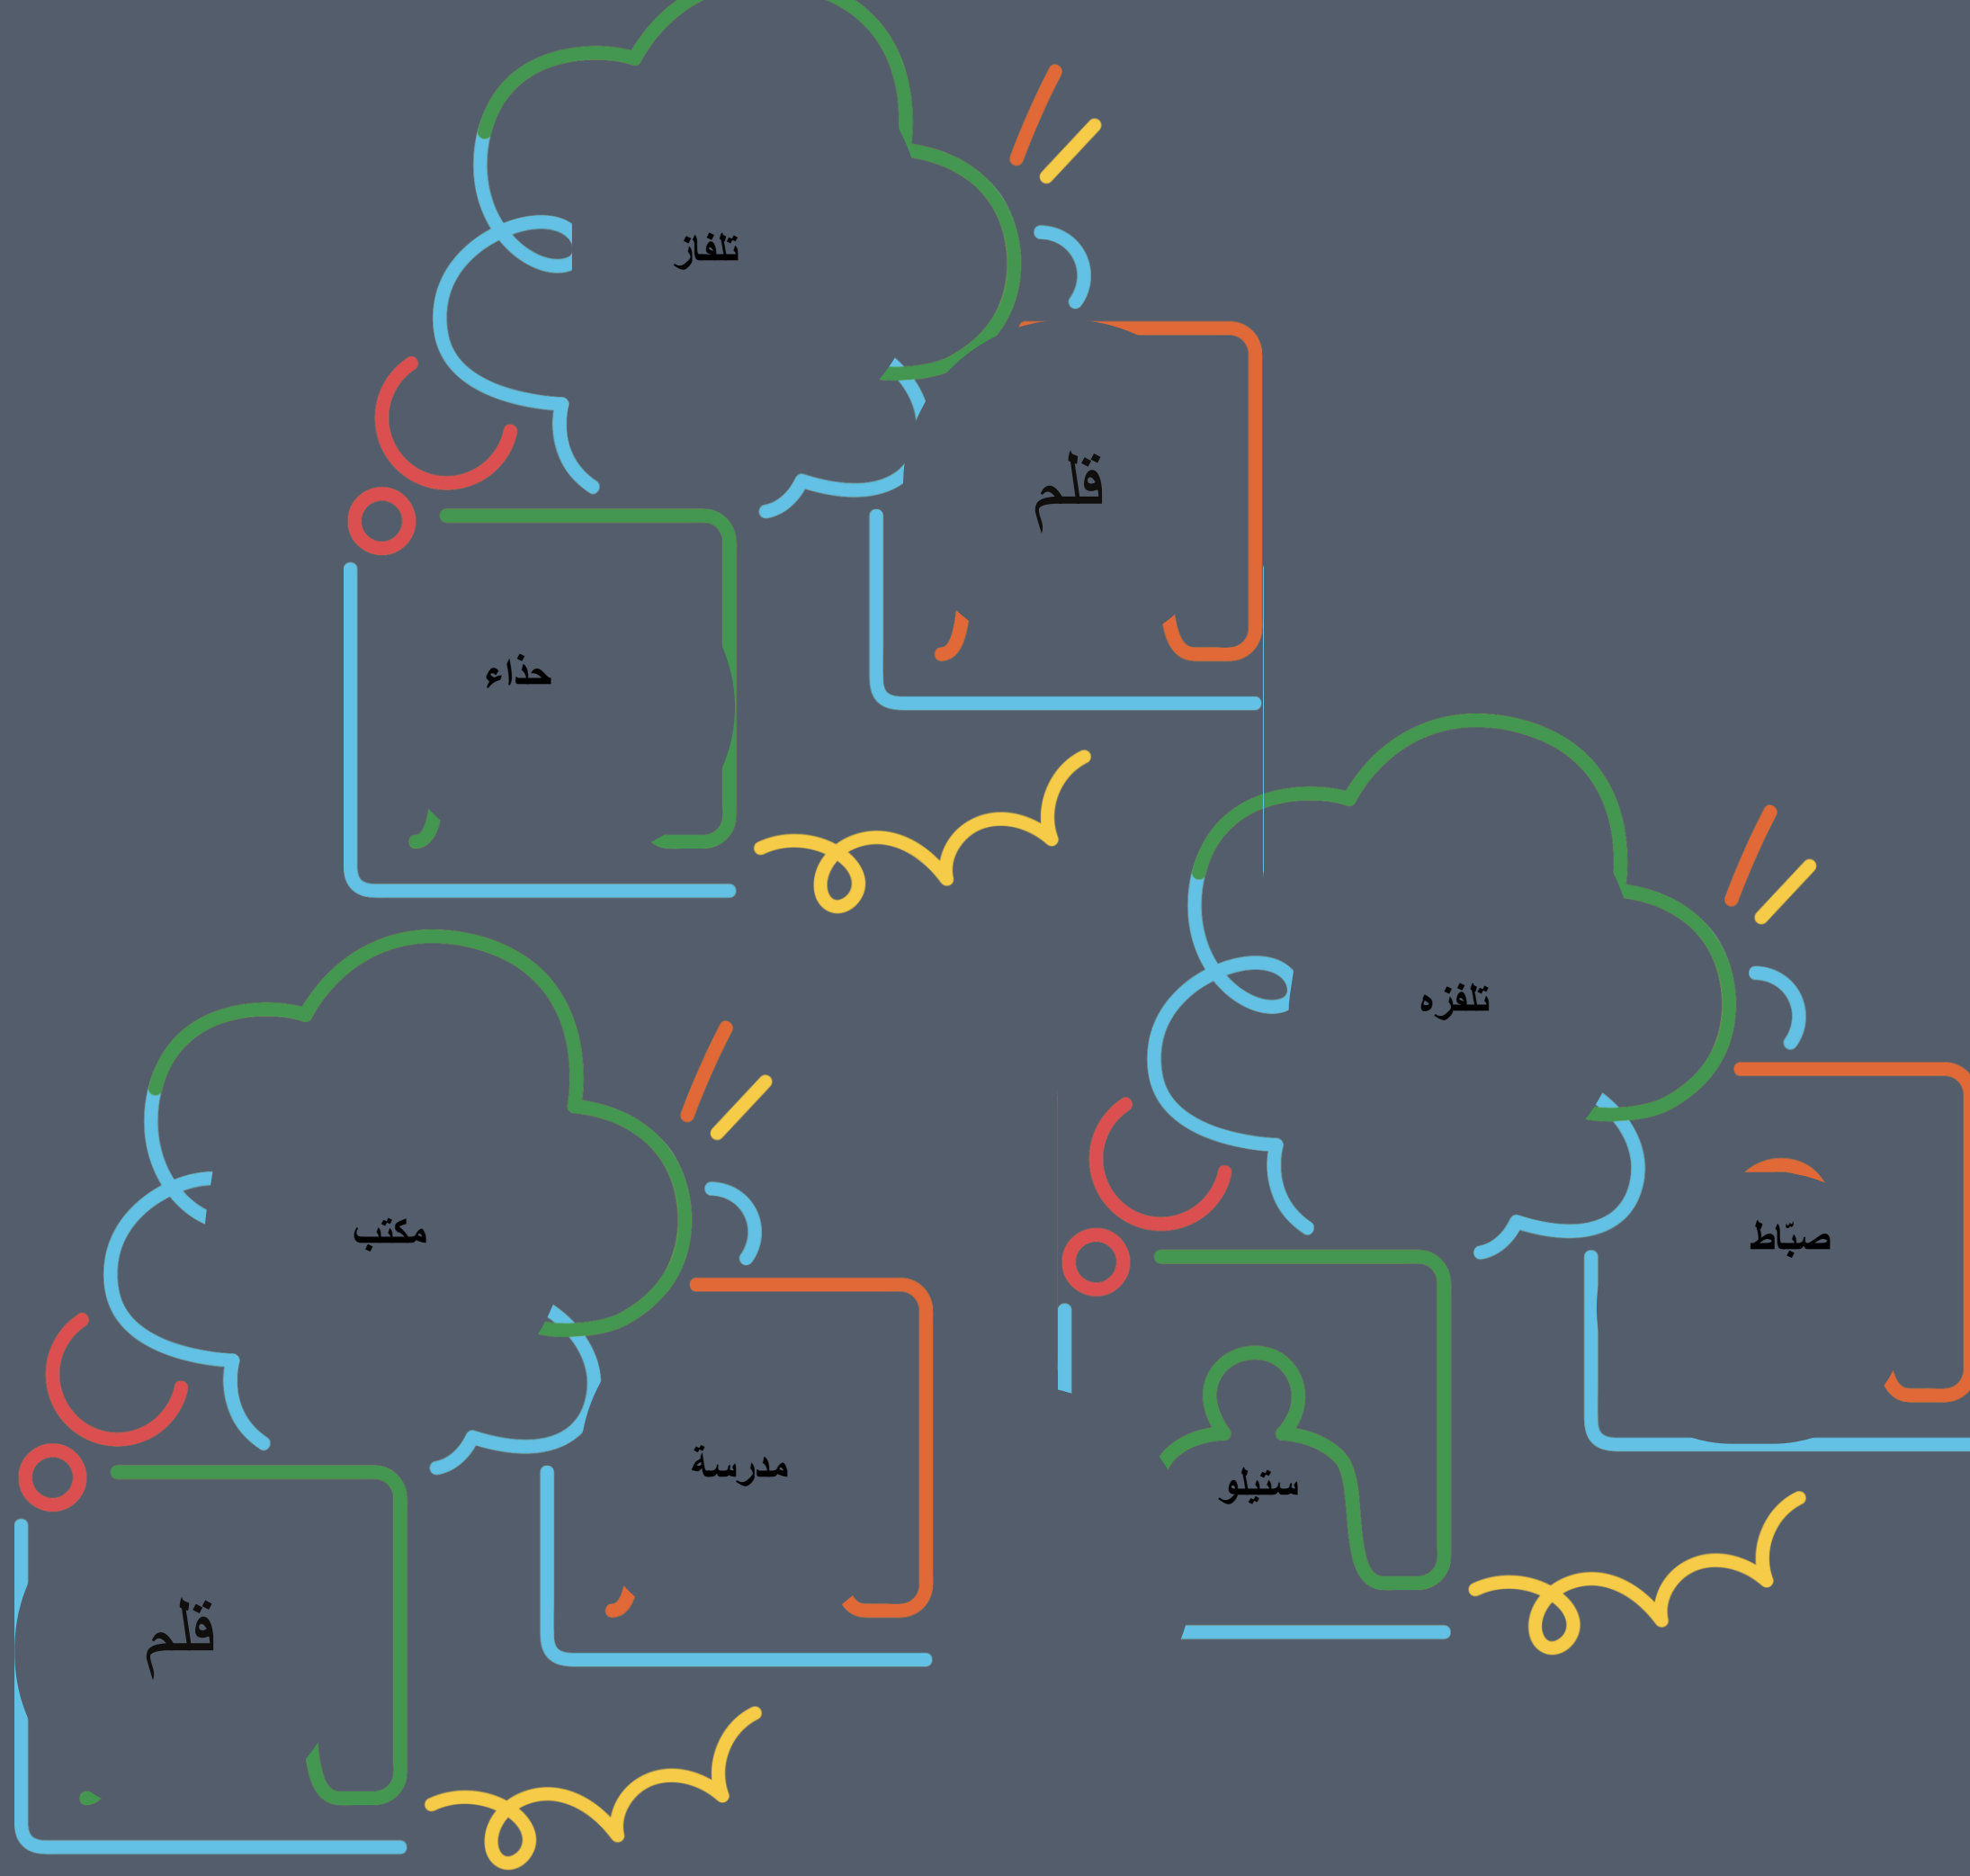 تلفاز
قلم
حذاء
تلفزه
مكتب
صبّاط
مدرسة
ستيلو
قلم